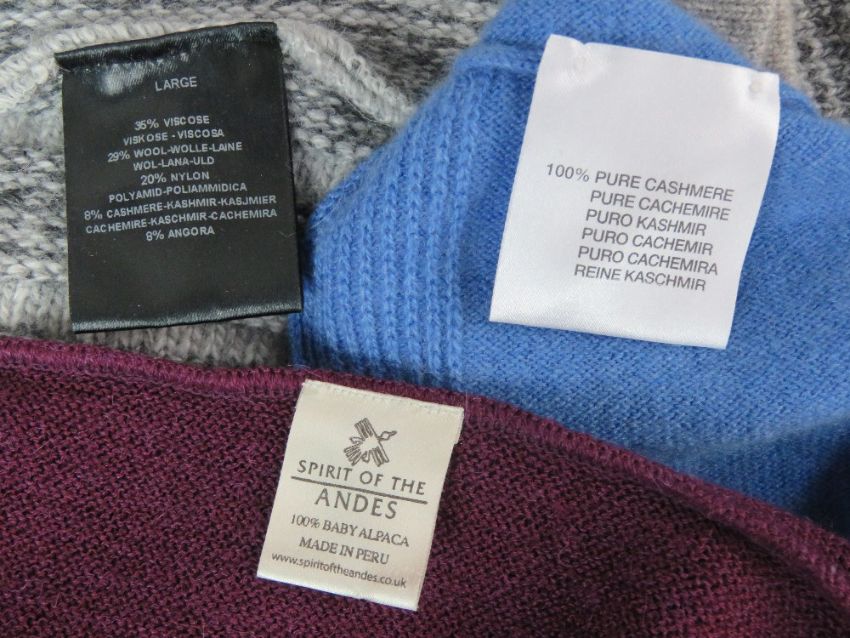 LARGE
35% VISCOSE
VISKOSE - VISCOSA
29% WOOL-WOLLE-LAINE
WOL-LANA-ULD
20% NYLON
POLYAMID-POLIAMMIDICA
8% CASHMERE-KASHMIR-KASJMIER
CACHEMIRE-KASCHMIR-CACHEMIRA
8% ANGORA
100% PURE CASHMERE
PURE CACHEMIRE
PURO KASHMIR
PURO CACHEMIR
PURO CACHEMIRA
REINE KASCHMIR
SPIRIT OF THE
ANDES
100% BABY ALPACA
MADE IN PERU
www.spiritoftheandes.co.uk